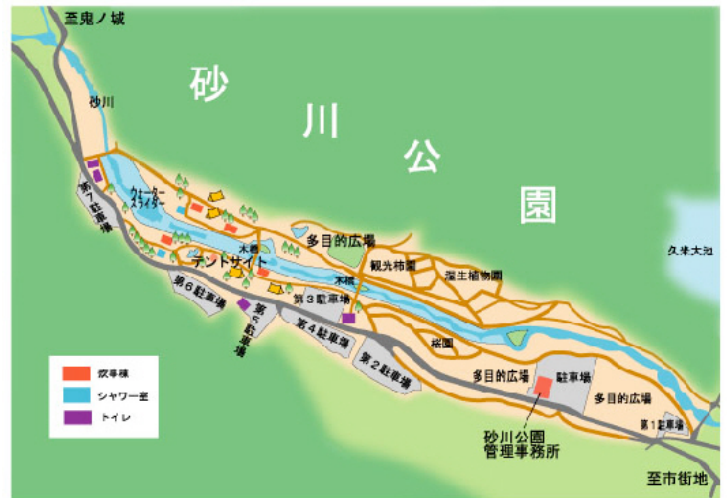 至鬼ノ城
砂川公園
砂川
ウォーター
スライダー
第7駐車場
多目的広場
観光柿園
湿生植物園
久米大池
木橋
テントサイト
木橋
第3駐車場
第6駐車場
第5駐車場
第4駐車場
第2駐車場
桜園
多目的広場
駐車場
多目的広場
第1駐車場
砂川公園
管理事務所
至市街地
炊事棟
シャワー室
トイレ